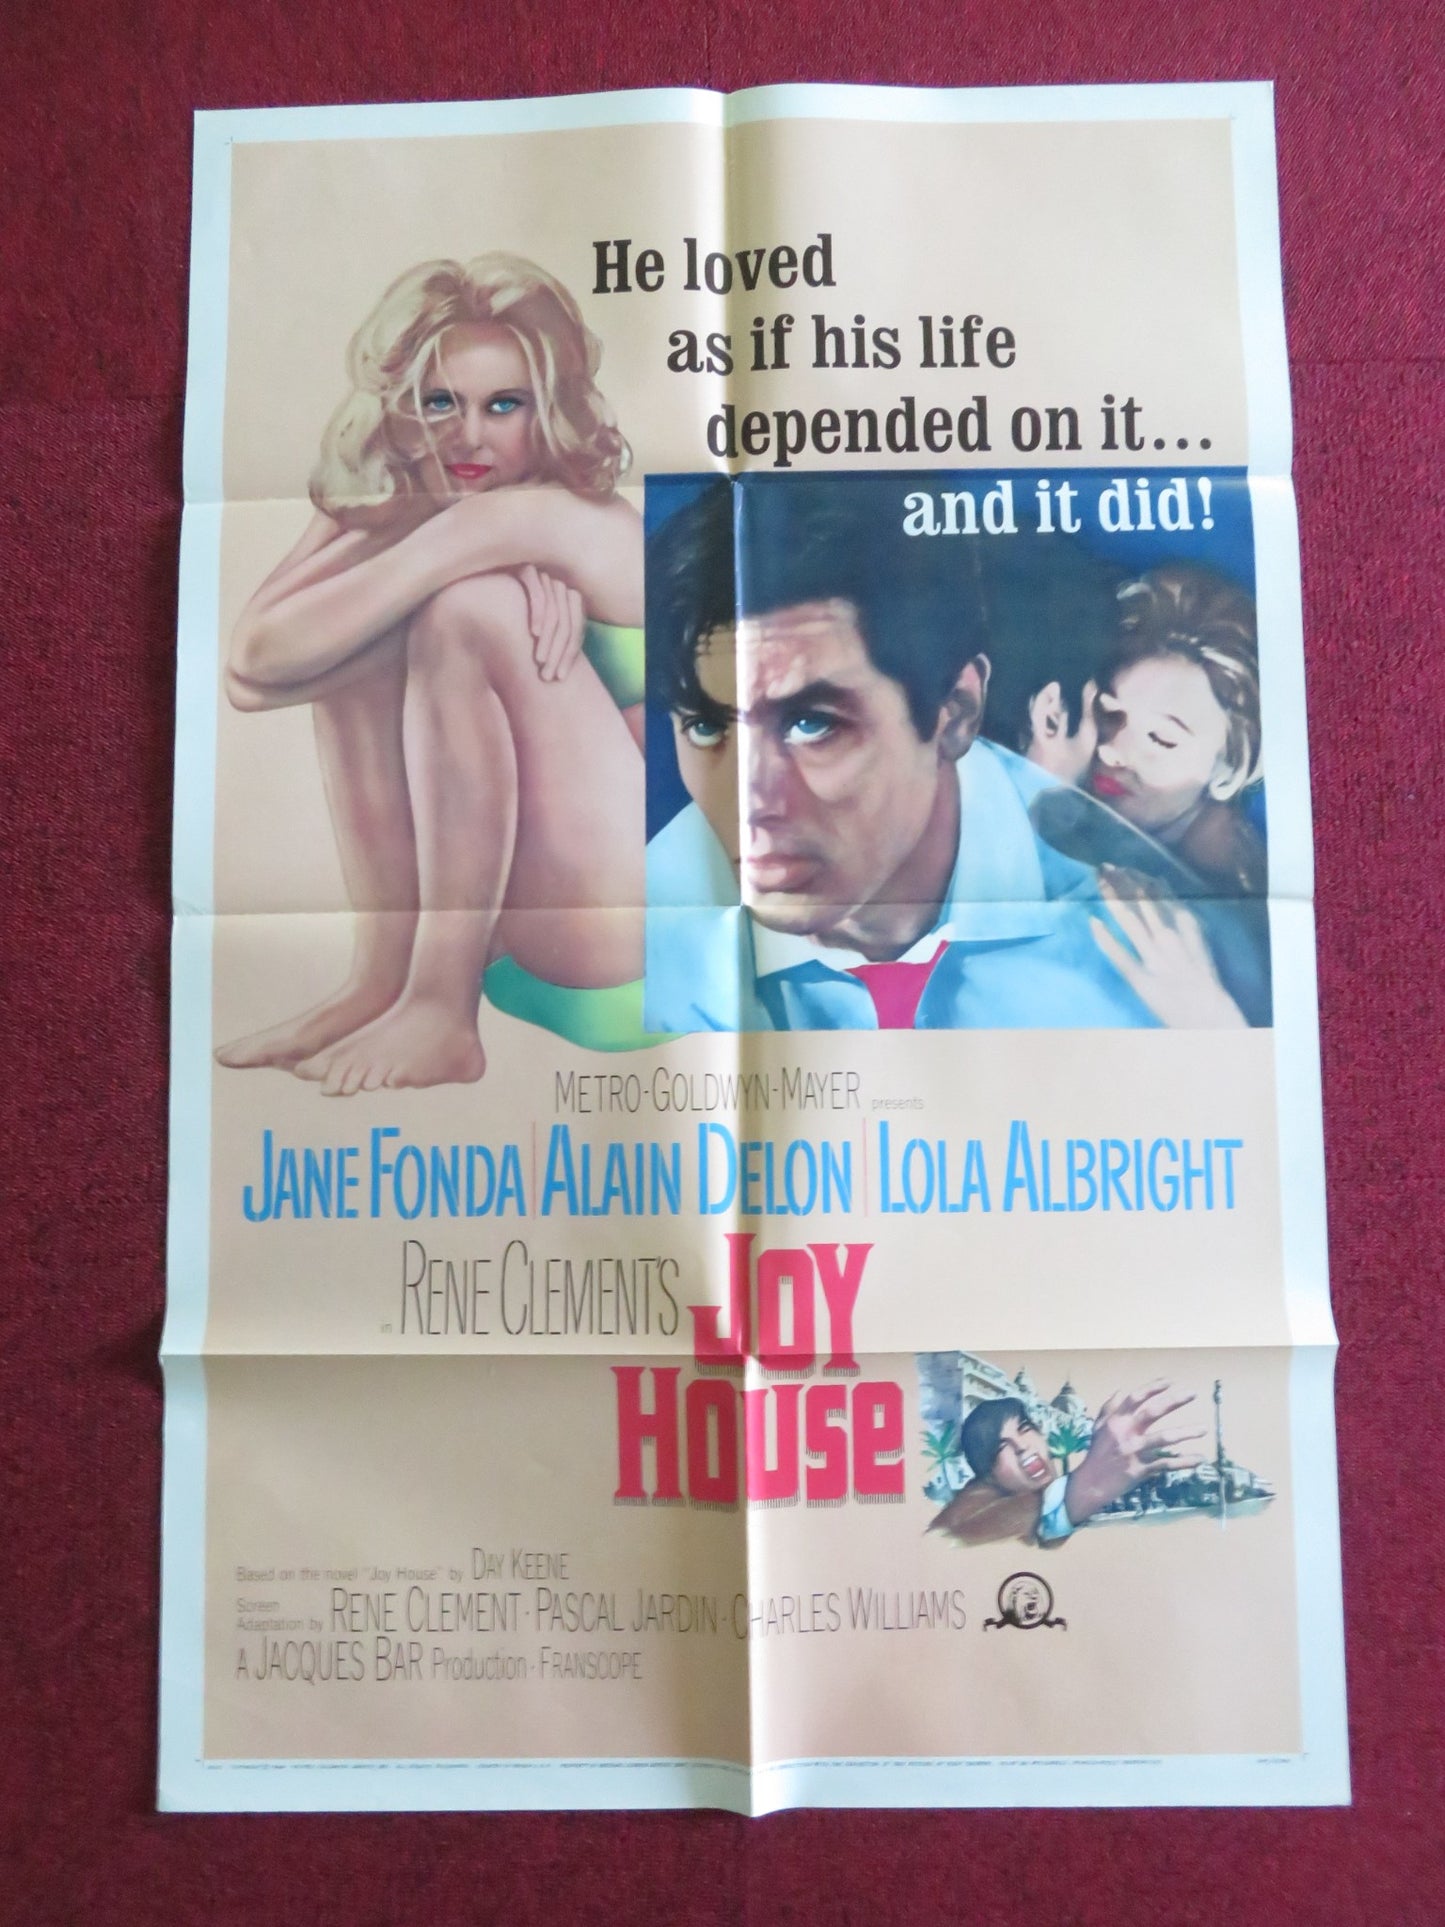 He loved
as if his life
depended on it...
and it did!
METRO-GOLDWYN-MAYER presents
JANE FONDA | ALAIN DELON | LOLA ALBRIGHT
in RENE CLEMENT'S JOY
HOUSE
Based on the novel "Joy House" by DAY KEENE
Screen
Adaptation by RENE CLEMENT · PASCAL JARDIN · CHARLES WILLIAMS
A JACQUES BAR Production · FRANSCOPE